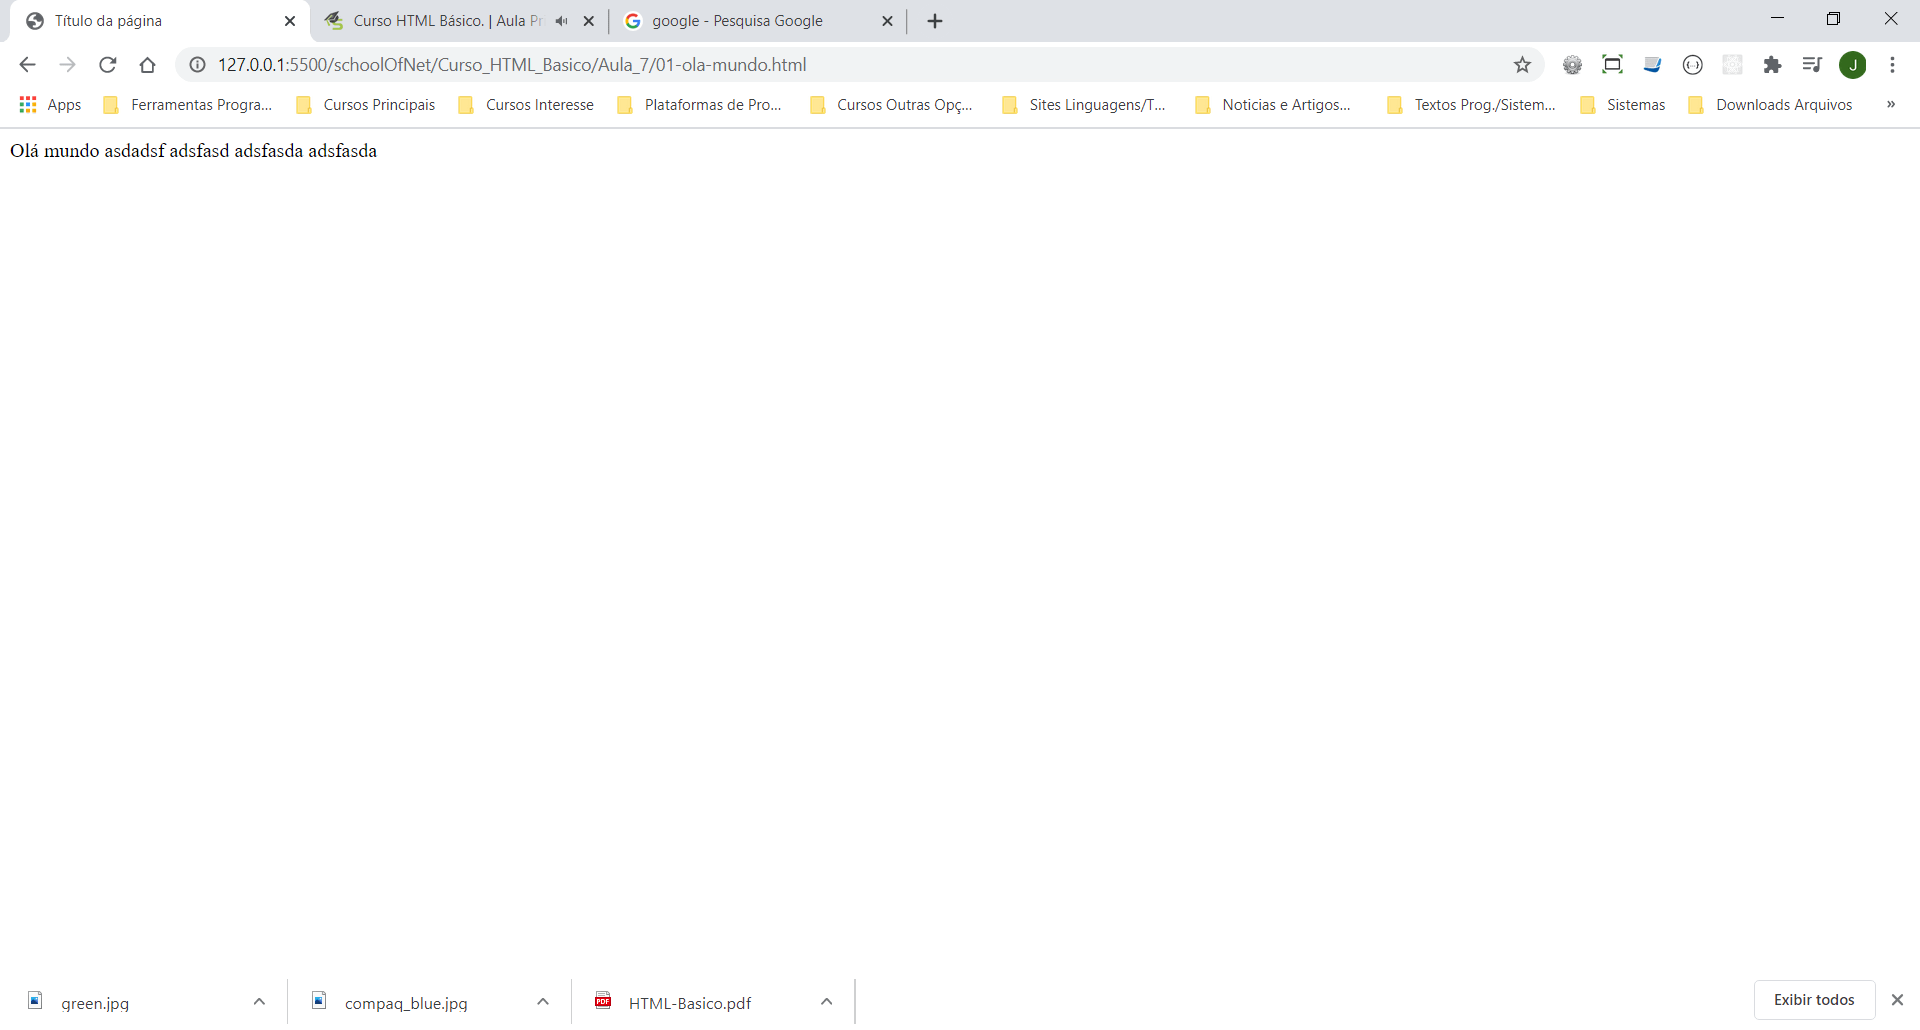 Título da página
Curso HTML Básico. | Aula Pr
google - Pesquisa Google
127.0.0.1:5500/schoolOfNet/Curso_HTML_Basico/Aula_7/01-ola-mundo.html
J
Apps Ferramentas Progra... Cursos Principais Cursos Interesse Plataformas de Pro... Cursos Outras Opç... Sites Linguagens/T... Noticias e Artigos... Textos Prog./Sistem... Sistemas Downloads Arquivos »
Olá mundo asdadsf adsfasd adsfasda adsfasda
green.jpg
compaq_blue.jpg
PDF HTML-Basico.pdf
Exibir todos